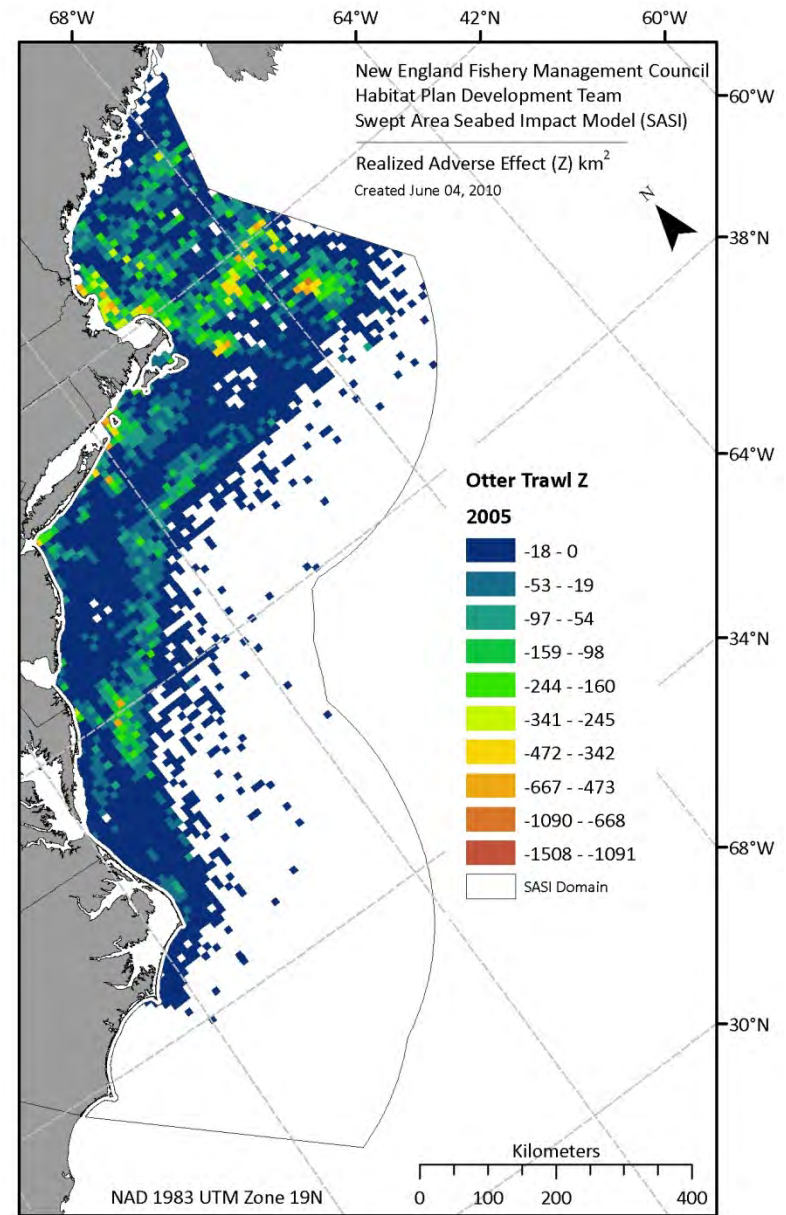 68°W 64°W 42°N 60°W
New England Fishery Management Council
Habitat Plan Development Team
Swept Area Seabed Impact Model (SASI)
Realized Adverse Effect (Z) km²
Created June 04, 2010
N
60°W
38°N
64°W
34°N
68°W
30°N
Otter Trawl Z
2005
-18 - 0
-53 - -19
-97 - -54
-159 - -98
-244 - -160
-341 - -245
-472 - -342
-667 - -473
-1090 - -668
-1508 - -1091
SASI Domain
Kilometers
0 100 200 400
NAD 1983 UTM Zone 19N